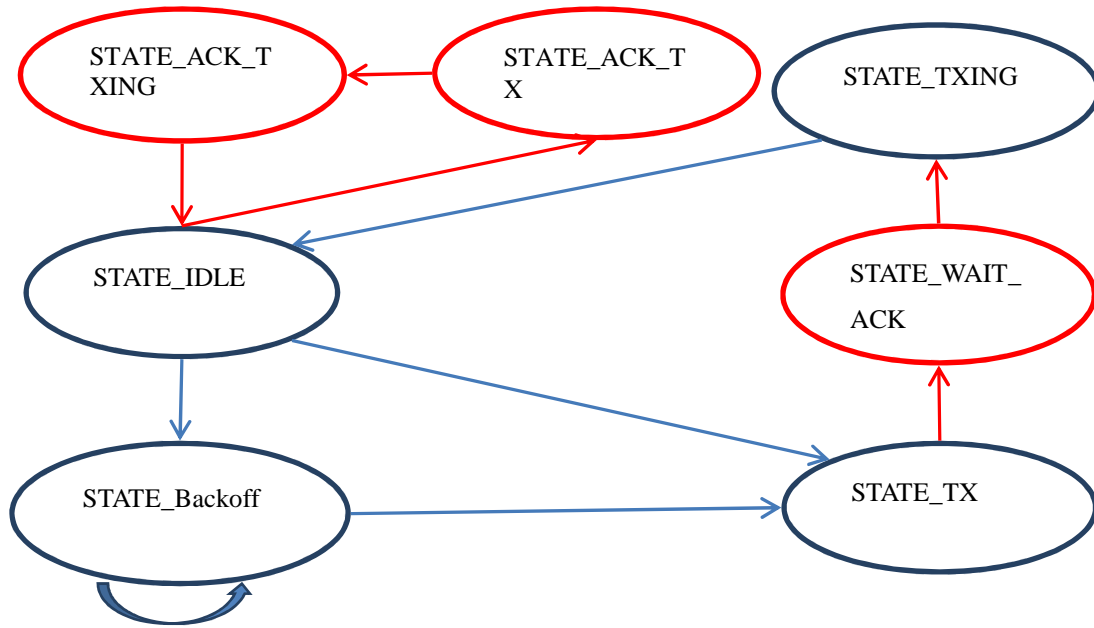 STATE_ACK_T
XING
STATE_ACK_T
X
STATE_TXING
STATE_IDLE
STATE_WAIT_
ACK
STATE_Backoff
STATE_TX